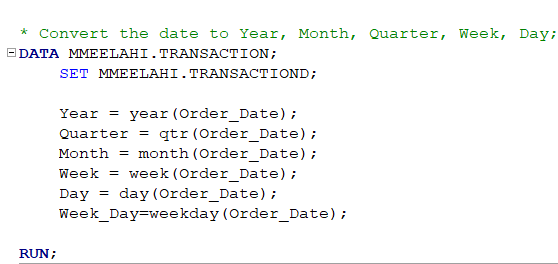 * Convert the date to Year, Month, Quarter, Week, Day;
DATA MMEELAHI.TRANSACTION;
SET MMEELAHI.TRANSACTIOND;
Year = year(Order_Date);
Quarter = qtr(Order_Date);
Month = month(Order_Date);
Week = week(Order_Date);
Day = day(Order_Date);
Week_Day=weekday(Order_Date);
RUN;